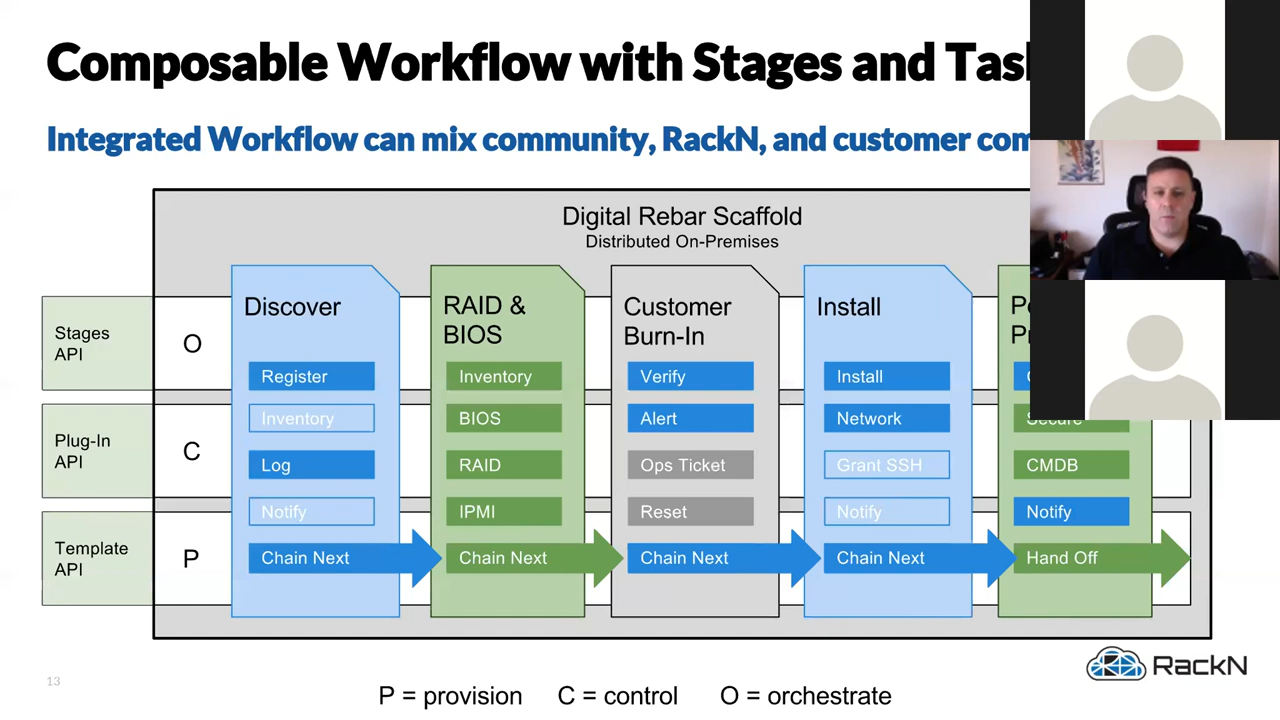 Composable Workflow with Stages and
Integrated Workflow can mix community, RackN, and customer
Digital Rebar Scaffold
Distributed On-Premises
Stages
API
O
Plug-In
API
C
Template
API
P
Discover
Register
Inventory
Log
Notify
Chain Next
RAID &
BIOS
Inventory
BIOS
RAID
IPMI
Chain Next
Customer
Burn-In
Verify
Alert
Ops Ticket
Reset
Chain Next
Install
Install
Network
Grant SSH
Notify
Chain Next
Secure
CMDB
Notify
Hand Off
RackN
13
P = provision C = control O = orchestrate